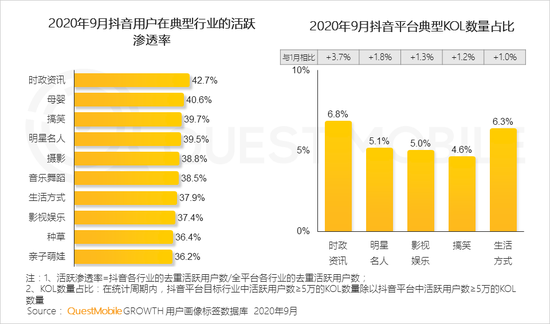 2020年9月抖音用户在典型行业的活跃
渗透率
时政资讯 42.7%
母婴 40.6%
搞笑 39.7%
明星名人 39.5%
摄影 38.8%
音乐舞蹈 38.5%
生活方式 37.9%
影视娱乐 37.4%
种草 36.4%
亲子萌娃 36.2%
2020年9月抖音平台典型KOL数量占比
与1月相比 +3.7% +1.8% +1.3% +1.2% +1.0%
10%
5%
0%
6.8% 5.1% 5.0% 4.6% 6.3%
时政 明星 影视 搞笑 生活
资讯 名人 娱乐 方式
QUESTMOBILE
注：1、活跃渗透率=抖音各行业的去重活跃用户数/全平台各行业的去重活跃用户数；
2、KOL数量占比：在统计周期内，抖音平台目标行业中活跃用户数≥5万的KOL数量除以抖音平台中活跃用户数≥5万的KOL
数量
Source： QuestMobile GROWTH 用户画像标签数据库 2020年9月